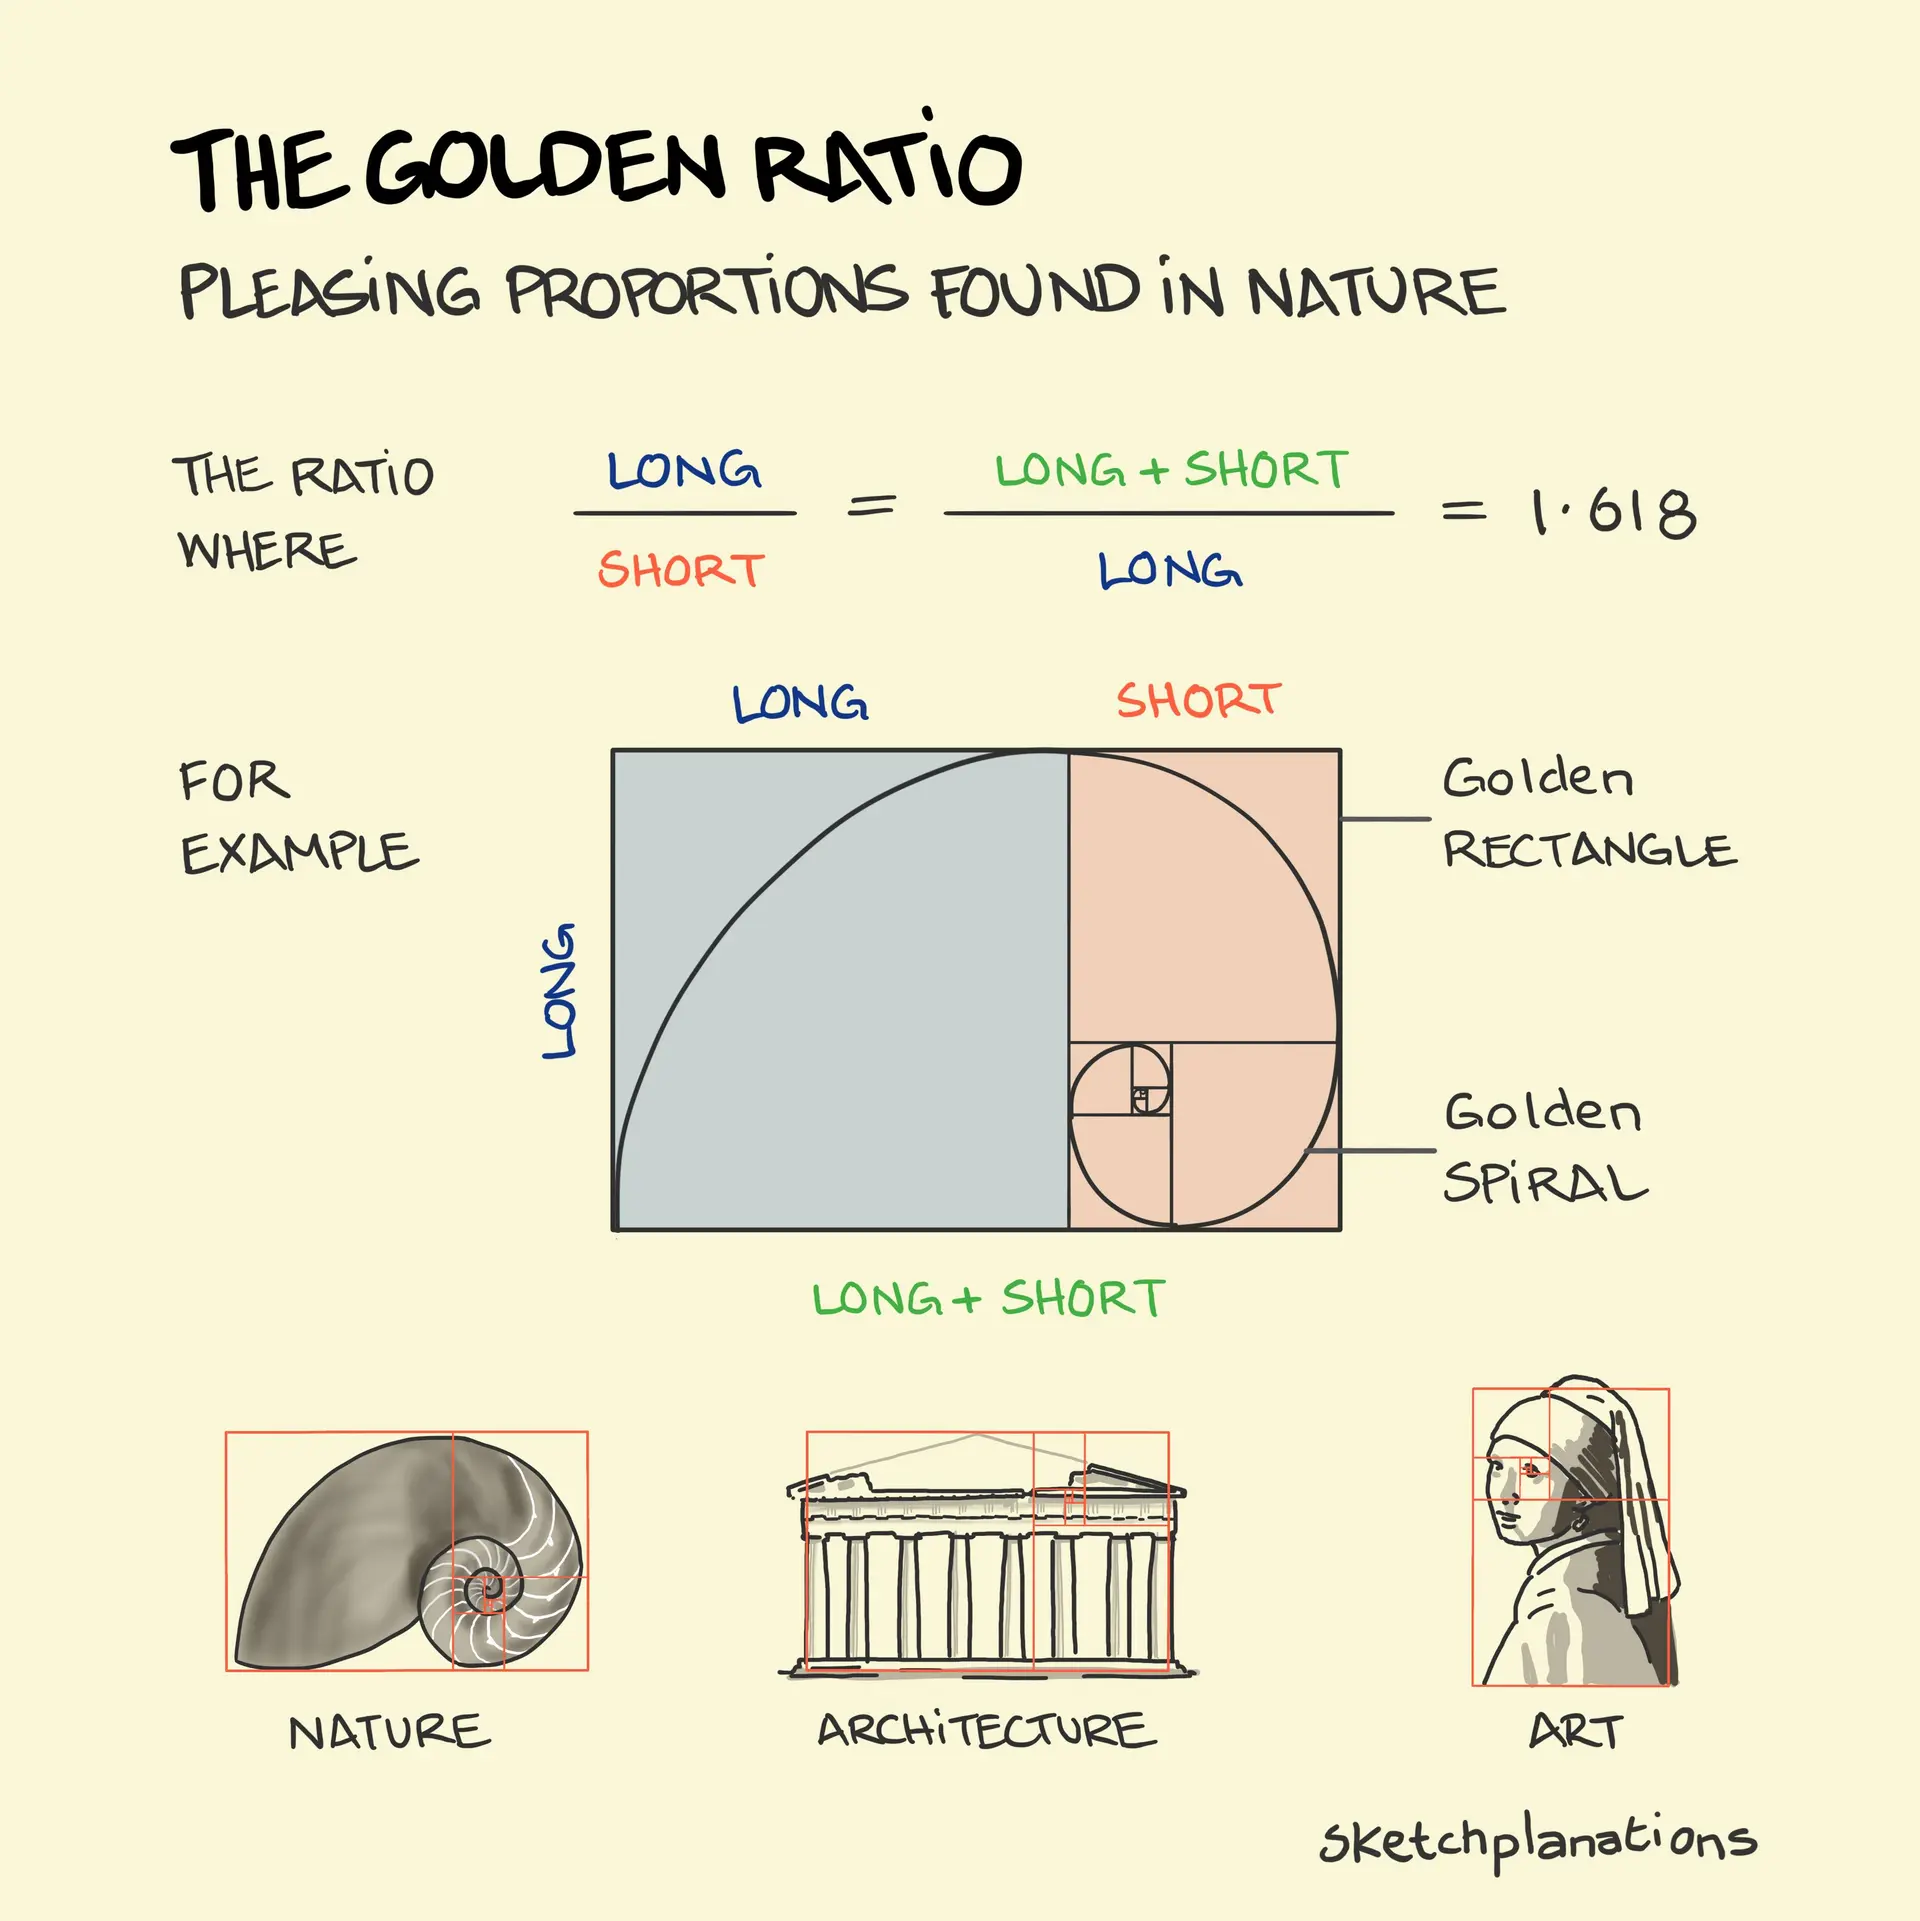 THE GOLDEN RATiO
PLEASiNG PROPORTiONS FOUND iN NATURE
THE RATiO
WHERE
LONG
SHORT
=
LONG + SHORT
LONG
= 1·618
FOR
EXAMPLE
LONG
SHORT
LONG
Golden
RECTANGLE
Golden
SPiRAL
LONG + SHORT
NATURE
ARCHiTECTURE
ART
sketchplanations